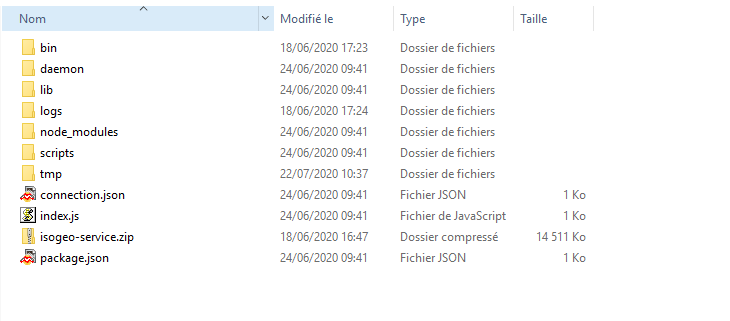 Nom Modifié le Type Taille
bin 18/06/2020 17:23 Dossier de fichiers
daemon 24/06/2020 09:41 Dossier de fichiers
lib 24/06/2020 09:41 Dossier de fichiers
logs 18/06/2020 17:24 Dossier de fichiers
node_modules 24/06/2020 09:41 Dossier de fichiers
scripts 24/06/2020 09:41 Dossier de fichiers
tmp 22/07/2020 10:37 Dossier de fichiers
connection.json 24/06/2020 09:41 Fichier JSON 1 Ko
index.js 24/06/2020 09:41 Fichier de JavaScript 1 Ko
isogeo-service.zip 18/06/2020 16:47 Dossier compressé 14 511 Ko
package.json 24/06/2020 09:41 Fichier JSON 1 Ko